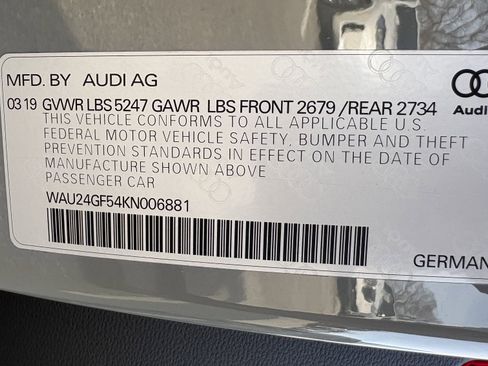 MFD. BY AUDI AG
03 19 GVWR LBS 5247 GAWR LBS FRONT 2679 /REAR 2734
THIS VEHICLE CONFORMS TO ALL APPLICABLE U.S.
FEDERAL MOTOR VEHICLE SAFETY, BUMPER AND THEFT
PREVENTION STANDARDS IN EFFECT ON THE DATE OF
MANUFACTURE SHOWN ABOVE
PASSENGER CAR
WAU24GF54KN006881
Audi
GERMAN